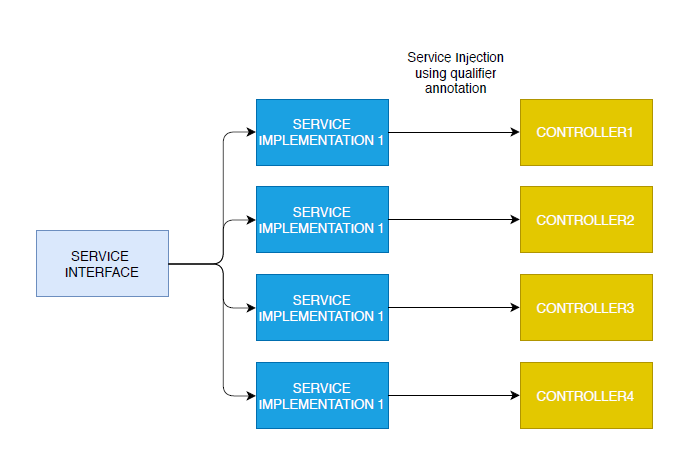 Service Injection
using qualifier
annotation
SERVICE
IMPLEMENTATION 1
CONTROLLER1
SERVICE
IMPLEMENTATION 1
CONTROLLER2
SERVICE
INTERFACE
SERVICE
IMPLEMENTATION 1
CONTROLLER3
SERVICE
IMPLEMENTATION 1
CONTROLLER4